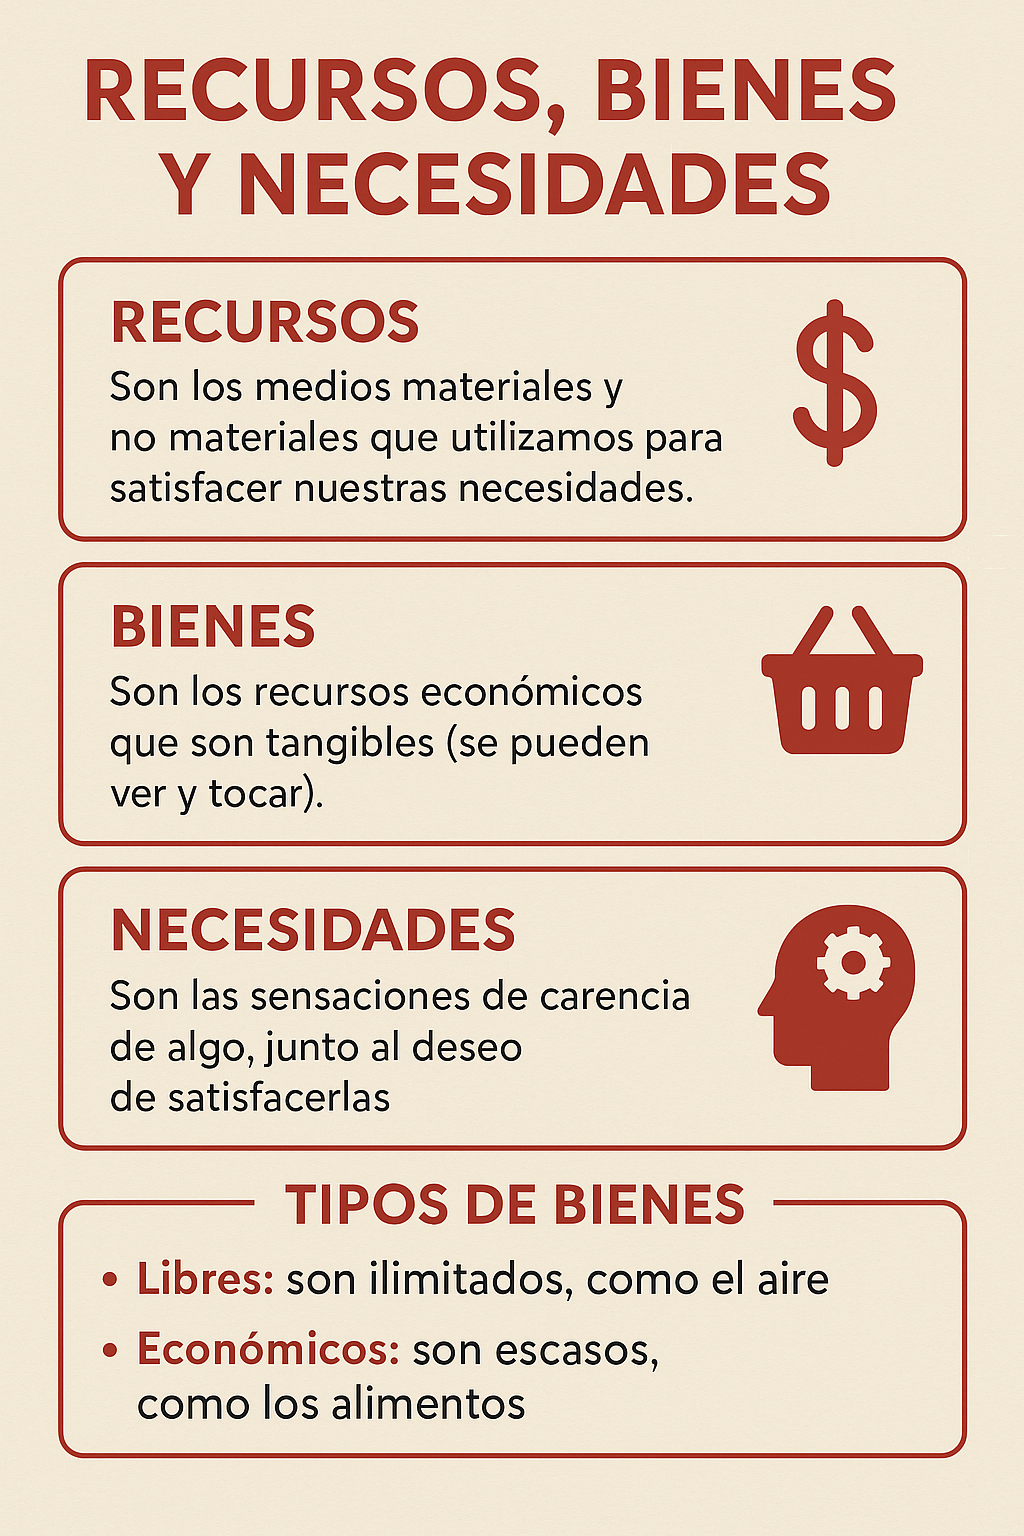 RECURSOS, BIENES
Y NECESIDADES
RECURSOS
Son los medios materiales y
no materiales que utilizamos para
satisfacer nuestras necesidades.
BIENES
Son los recursos económicos
que son tangibles (se pueden
ver y tocar).
NECESIDADES
Son las sensaciones de carencia
de algo, junto al deseo
de satisfacerlas
TIPOS DE BIENES
• Libres: son ilimitados, como el aire
• Económicos: son escasos,
como los alimentos